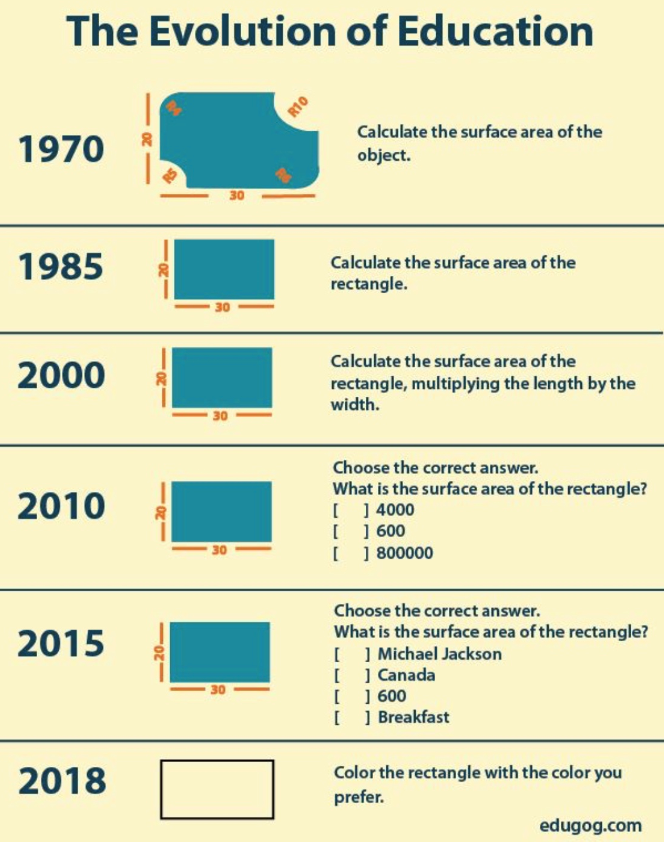 The Evolution of Education
1970
20
R4
R10
R5
R6
30
Calculate the surface area of the
object.
1985
20
30
Calculate the surface area of the
rectangle.
2000
20
30
Calculate the surface area of the
rectangle, multiplying the length by the
width.
2010
20
30
Choose the correct answer.
What is the surface area of the rectangle?
[ ] 4000
[ ] 600
[ ] 800000
2015
20
30
Choose the correct answer.
What is the surface area of the rectangle?
[ ] Michael Jackson
[ ] Canada
[ ] 600
[ ] Breakfast
2018
Color the rectangle with the color you
prefer.
edugog.com